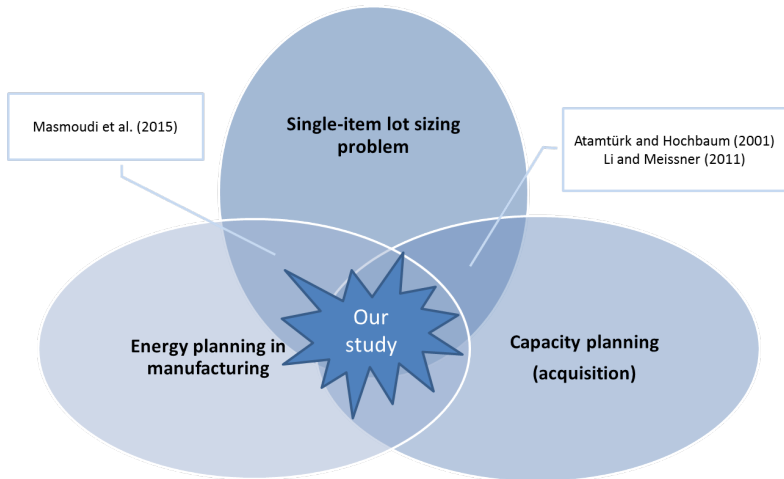 Masmoudi et al. (2015)
Single-item lot sizing
problem
Atamtürk and Hochbaum (2001)
Li and Meissner (2011)
Energy planning in
manufacturing
Our
study
Capacity planning
(acquisition)